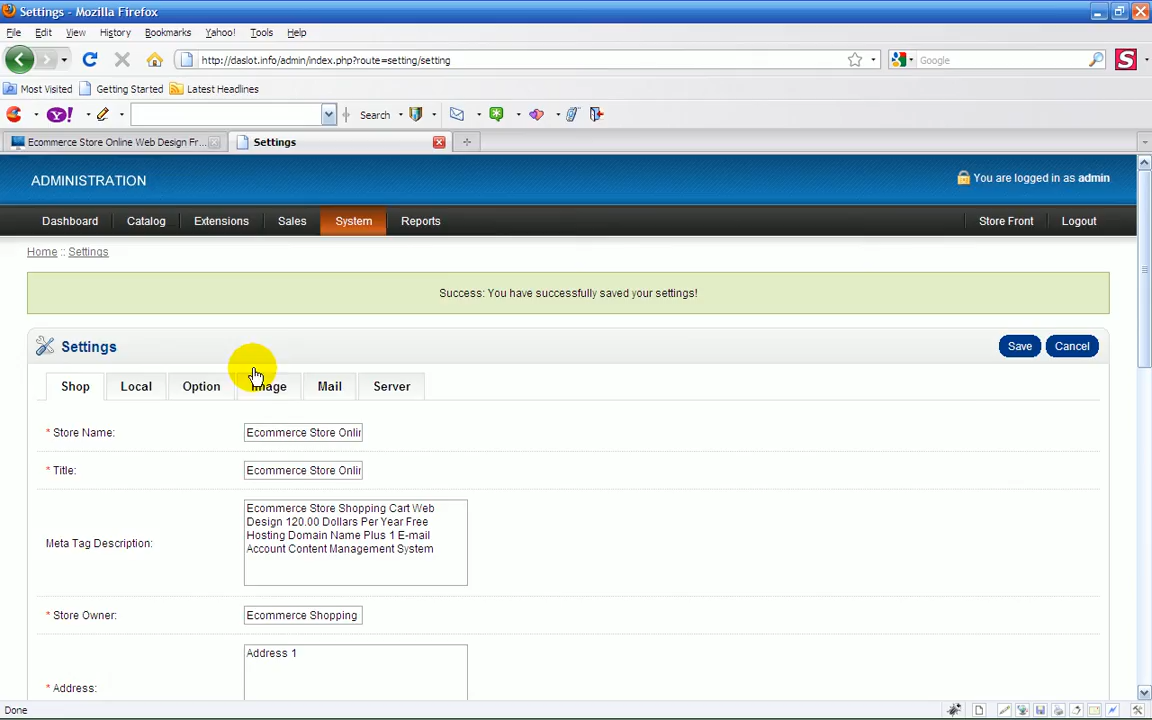 Settings - Mozilla Firefox
File Edit View History Bookmarks Yahoo! Tools Help
http://daslot.info/admin/index.php?route=setting/setting
Google
S
Most Visited Getting Started Latest Headlines
Y! Search
Ecommerce Store Online Web Design Fr... Settings
ADMINISTRATION
You are logged in as admin
Dashboard Catalog Extensions Sales System Reports Store Front Logout
Home :: Settings
Success: You have successfully saved your settings!
Settings
Save Cancel
Shop Local Option Image Mail Server
* Store Name: Ecommerce Store Onlin
* Title: Ecommerce Store Onlin
Meta Tag Description:
Ecommerce Store Shopping Cart Web
Design 120.00 Dollars Per Year Free
Hosting Domain Name Plus 1 E-mail
Account Content Management System
* Store Owner: Ecommerce Shopping
* Address:
Address 1
Done